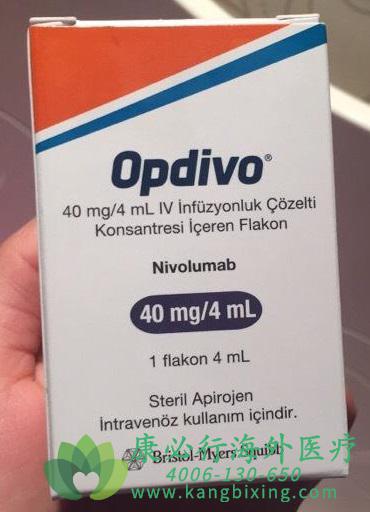 Opdivo®
40 mg/4 mL IV İnfüzyonluk Çözelti
Konsantresi İçeren Flakon
Nivolumab
40 mg/4 mL
1 flakon 4 mL
Steril Apirojen
İntravenöz kullanım içindir.
Bristol-Myers Squibb
康必行海外医疗
4006-130-650
www.kangbixing.com